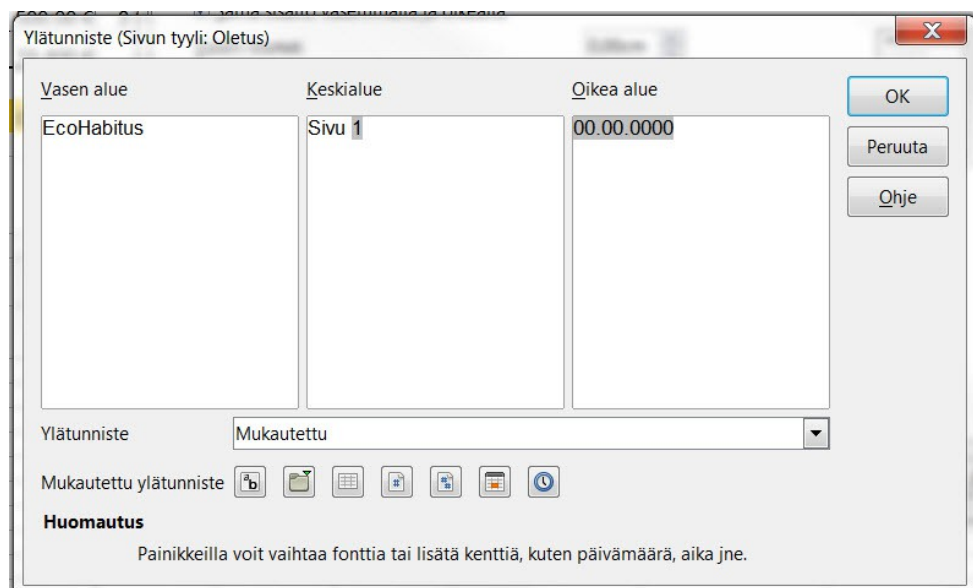 Ylätunniste (Sivun tyyli: Oletus)
Vasen alue
Keskialue
Oikea alue
EcoHabitus
Sivu 1
00.00.0000
OK
Peruuta
Ohje
Ylätunniste
Mukautettu
Mukautettu ylätunniste
Huomautus
Painikkeilla voit vaihtaa fonttia tai lisätä kenttiä, kuten päivämäärä, aika jne.